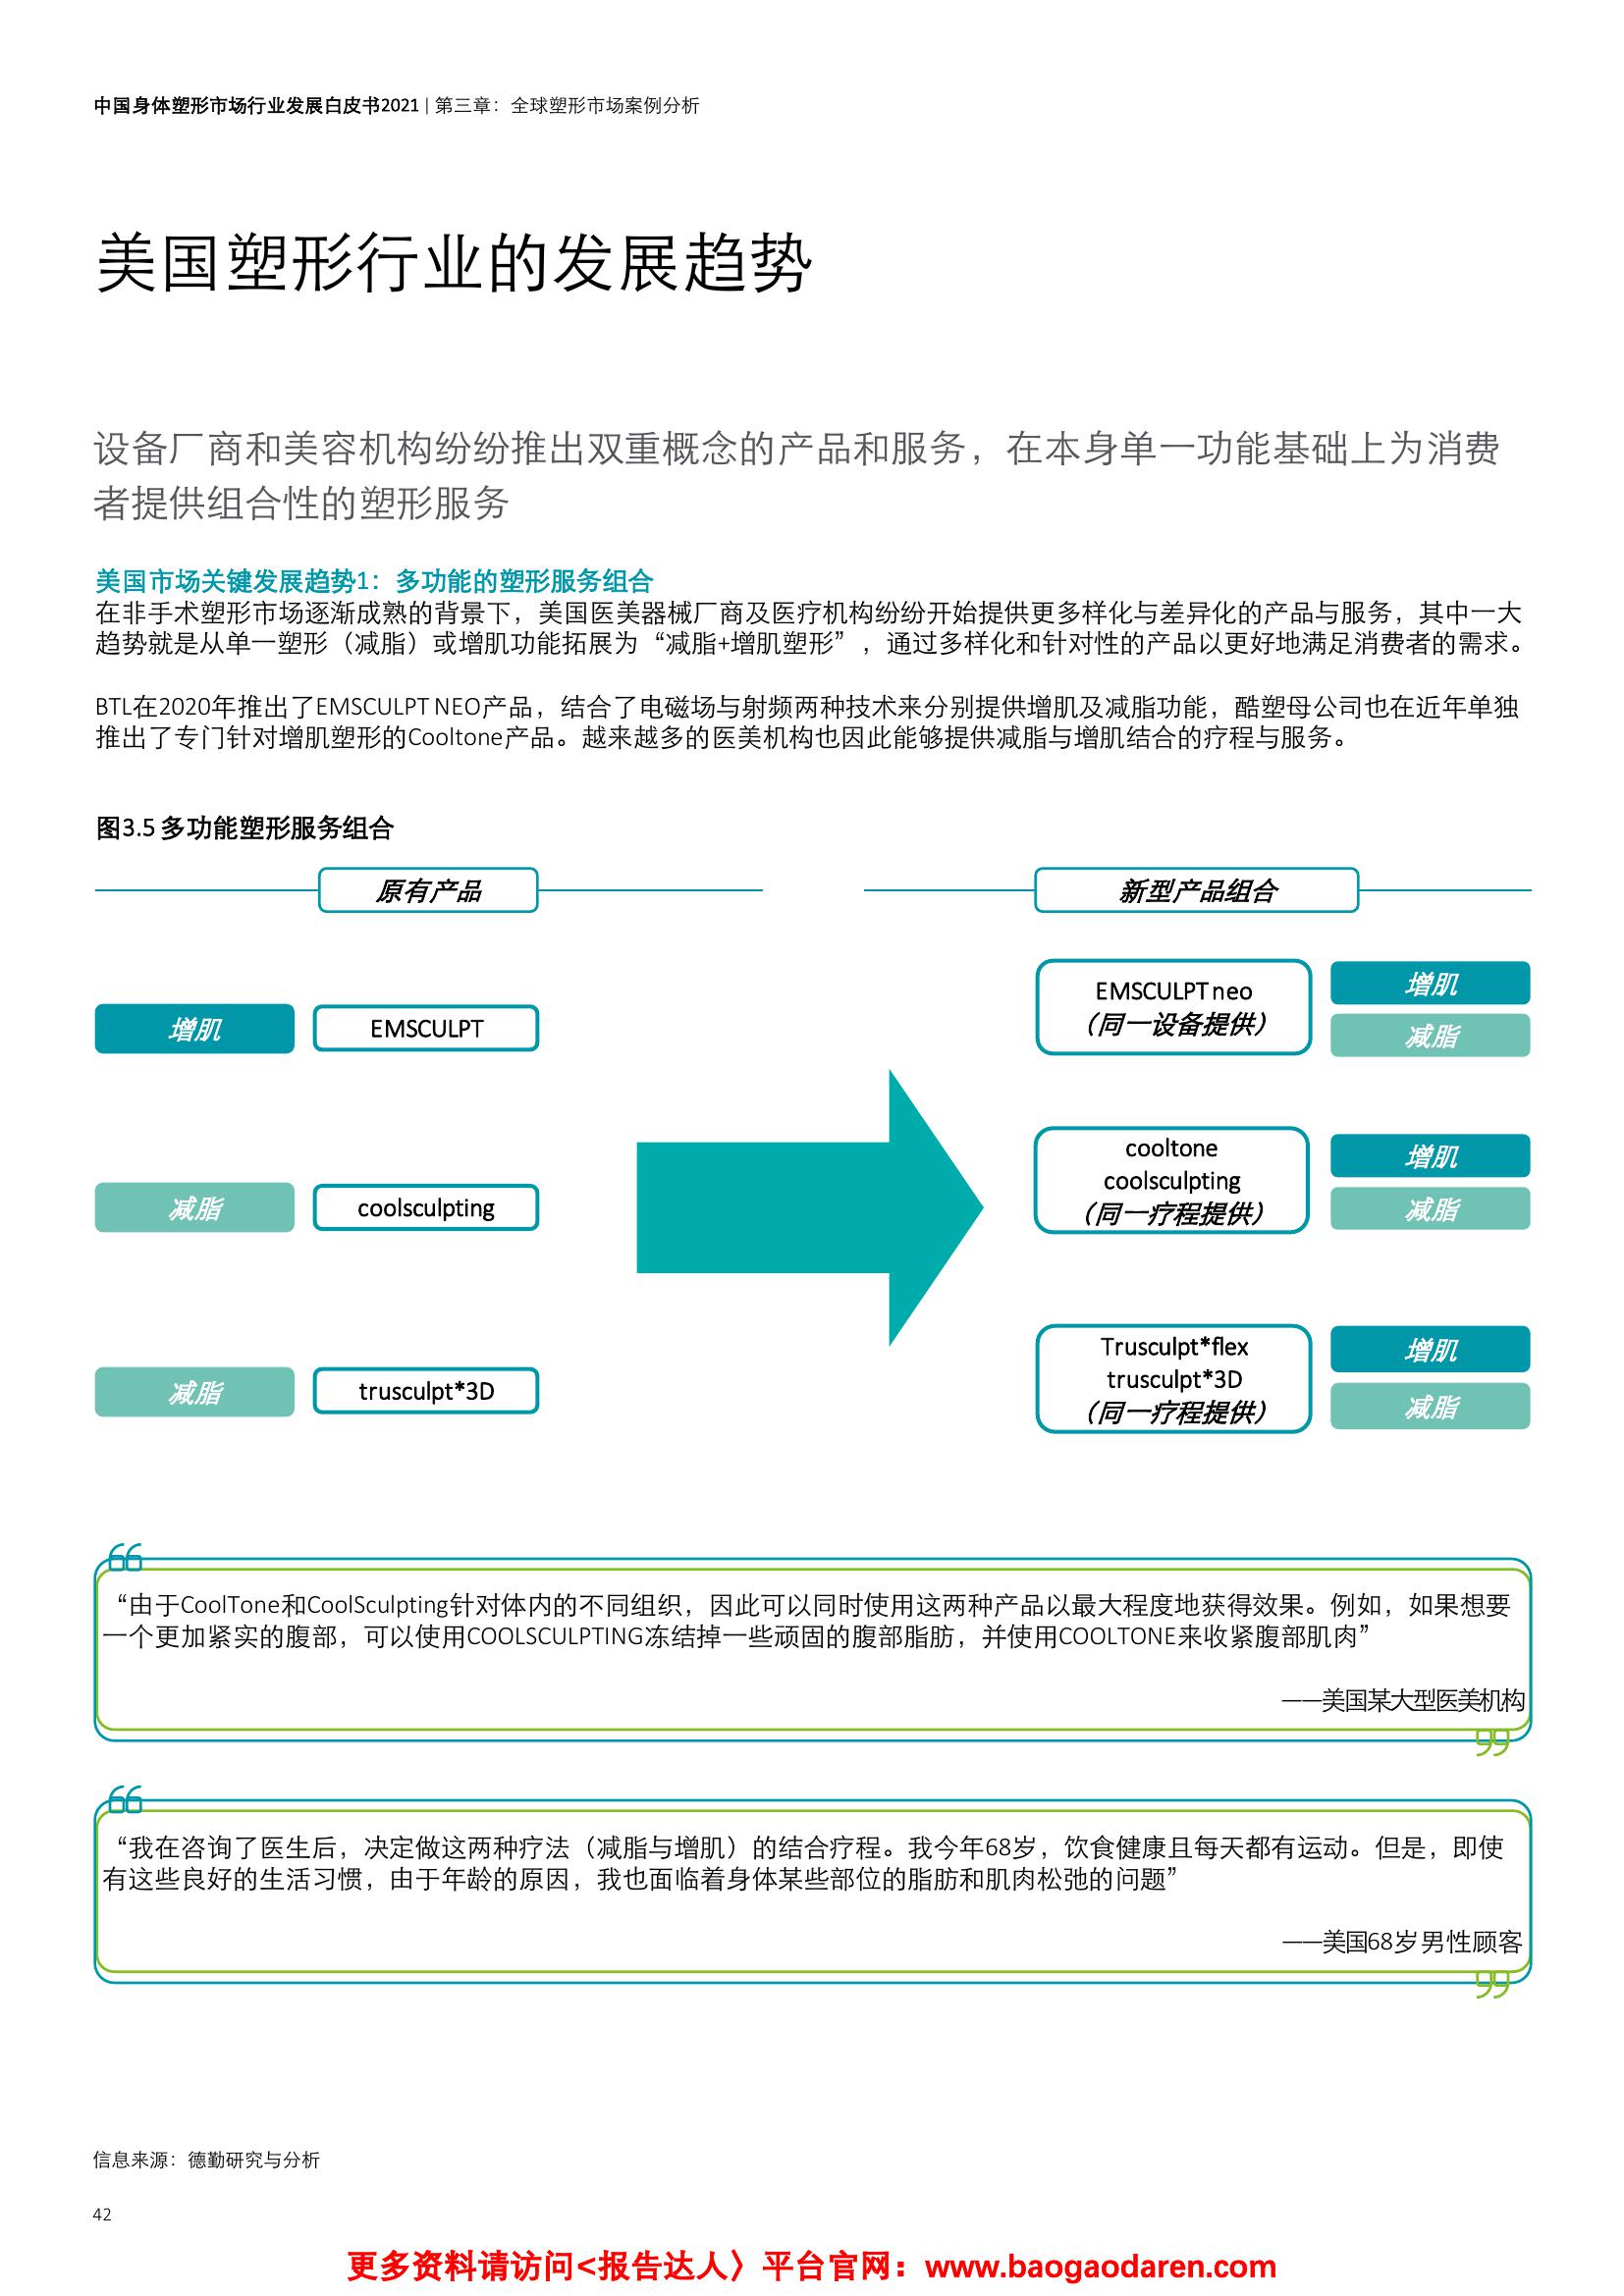 中国身体塑形市场行业发展白皮书2021 | 第三章：全球塑形市场案例分析
美国塑形行业的发展趋势
设备厂商和美容机构纷纷推出双重概念的产品和服务，在本身单一功能基础上为消费
者提供组合性的塑形服务
美国市场关键发展趋势1：多功能的塑形服务组合
在非手术塑形市场逐渐成熟的背景下，美国医美器械厂商及医疗机构纷纷开始提供更多样化与差异化的产品与服务，其中一大
趋势就是从单一塑形（减脂）或增肌功能拓展为“减脂+增肌塑形”，通过多样化和针对性的产品以更好地满足消费者的需求。
BTL在2020年推出了EMSCULPT NEO产品，结合了电磁场与射频两种技术来分别提供增肌及减脂功能，酷塑母公司也在近年单独
推出了专门针对增肌塑形的Cooltone产品。越来越多的医美机构也因此能够提供减脂与增肌结合的疗程与服务。
图3.5 多功能塑形服务组合
原有产品
新型产品组合
增肌
EMSCULPT
EMSCULPT neo
（同一设备提供）
增肌
减脂
减脂
coolsculpting
cooltone
coolsculpting
（同一疗程提供）
增肌
减脂
减脂
trusculpt*3D
Trusculpt*flex
trusculpt*3D
（同一疗程提供）
增肌
减脂
“由于CoolTone和CoolSculpting针对体内的不同组织，因此可以同时使用这两种产品以最大程度地获得效果。例如，如果想要
一个更加紧实的腹部，可以使用COOLSCULPTING冻结掉一些顽固的腹部脂肪，并使用COOLTONE来收紧腹部肌肉”
——美国某大型医美机构
“我在咨询了医生后，决定做这两种疗法（减脂与增肌）的结合疗程。我今年68岁，饮食健康且每天都有运动。但是，即使
有这些良好的生活习惯，由于年龄的原因，我也面临着身体某些部位的脂肪和肌肉松弛的问题”
——美国68岁男性顾客
信息来源：德勤研究与分析
42
更多资料请访问<报告达人〉平台官网：www.baogaodaren.com